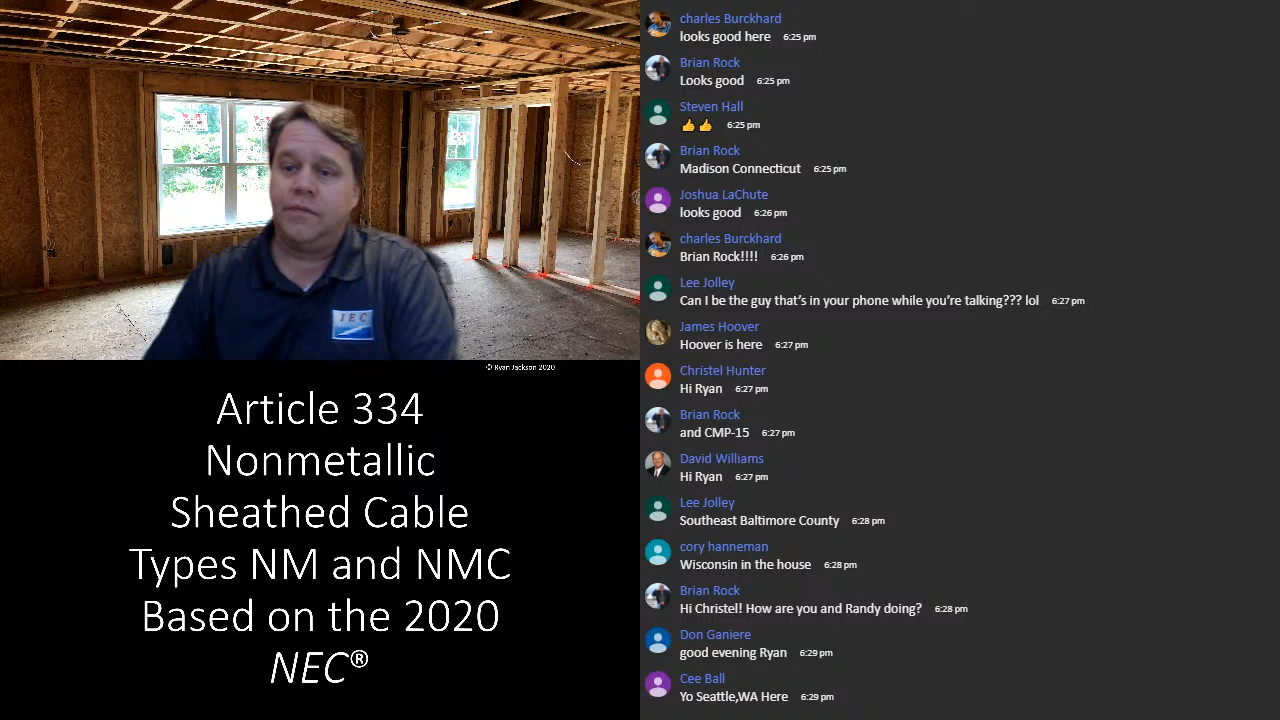 IEC
© Ryan Jackson 2020
Article 334
Nonmetallic
Sheathed Cable
Types NM and NMC
Based on the 2020
NEC®
charles Burckhard
looks good here 6:25 pm
Brian Rock
Looks good 6:25 pm
Steven Hall
👍👍 6:25 pm
Brian Rock
Madison Connecticut 6:25 pm
Joshua LaChute
looks good 6:26 pm
charles Burckhard
Brian Rock!!!! 6:26 pm
Lee Jolley
Can I be the guy that’s in your phone while you’re talking??? lol 6:27 pm
James Hoover
Hoover is here 6:27 pm
Christel Hunter
Hi Ryan 6:27 pm
Brian Rock
and CMP-15 6:27 pm
David Williams
Hi Ryan 6:27 pm
Lee Jolley
Southeast Baltimore County 6:28 pm
cory hanneman
Wisconsin in the house 6:28 pm
Brian Rock
Hi Christel! How are you and Randy doing? 6:28 pm
Don Ganiere
good evening Ryan 6:29 pm
Cee Ball
Yo Seattle,WA Here 6:29 pm